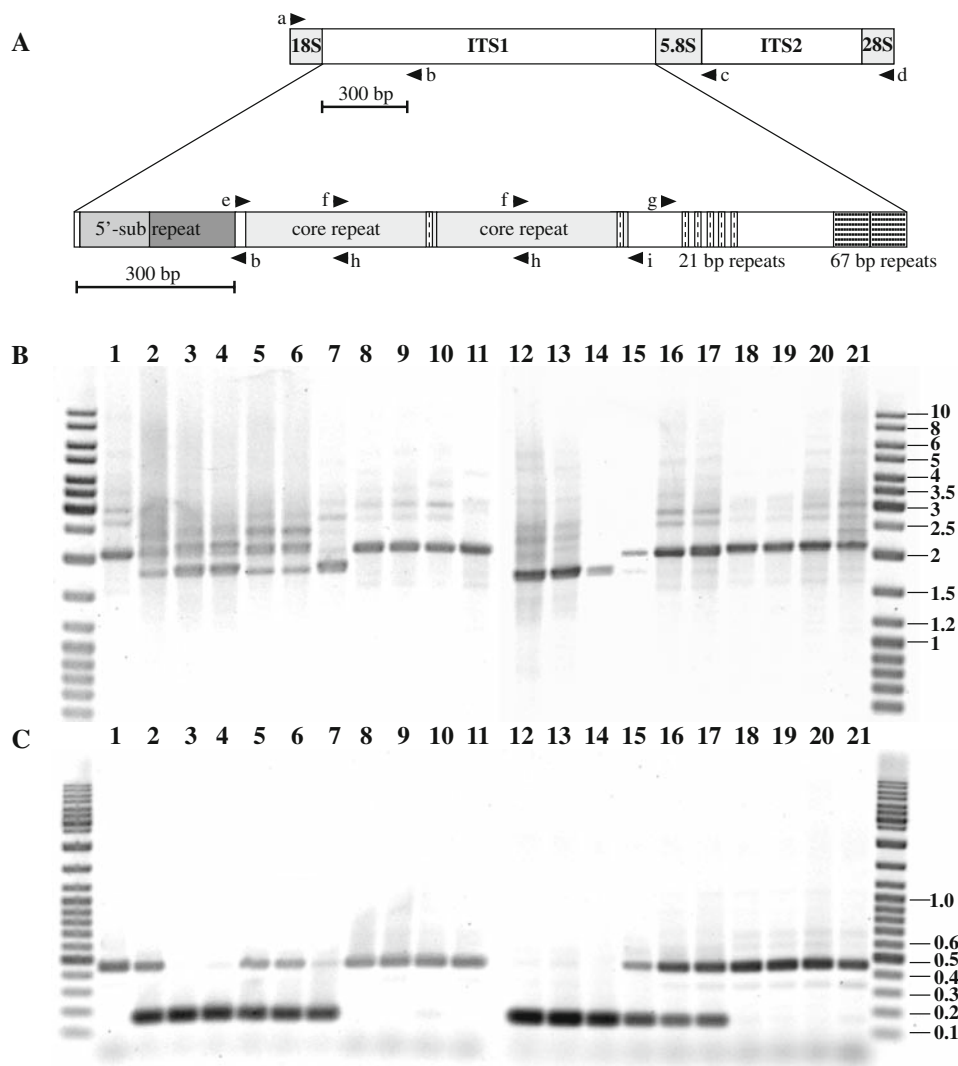 A
a
18S
ITS1
5.8S
ITS2
28S
b
c
d
300 bp
e
f
f
g
5'-sub repeat
core repeat
core repeat
b
h
h
i
21 bp repeats
67 bp repeats
300 bp
B
1 2 3 4 5 6 7 8 9 10 11 12 13 14 15 16 17 18 19 20 21
10
8
6
5
4
3.5
3
2.5
2
1.5
1.2
1
C
1 2 3 4 5 6 7 8 9 10 11 12 13 14 15 16 17 18 19 20 21
1.0
0.6
0.5
0.4
0.3
0.2
0.1